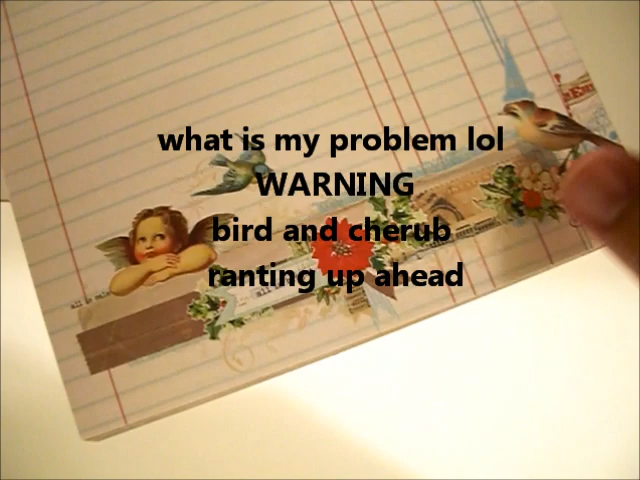 what is my problem lol
WARNING
bird and cherub
ranting up ahead